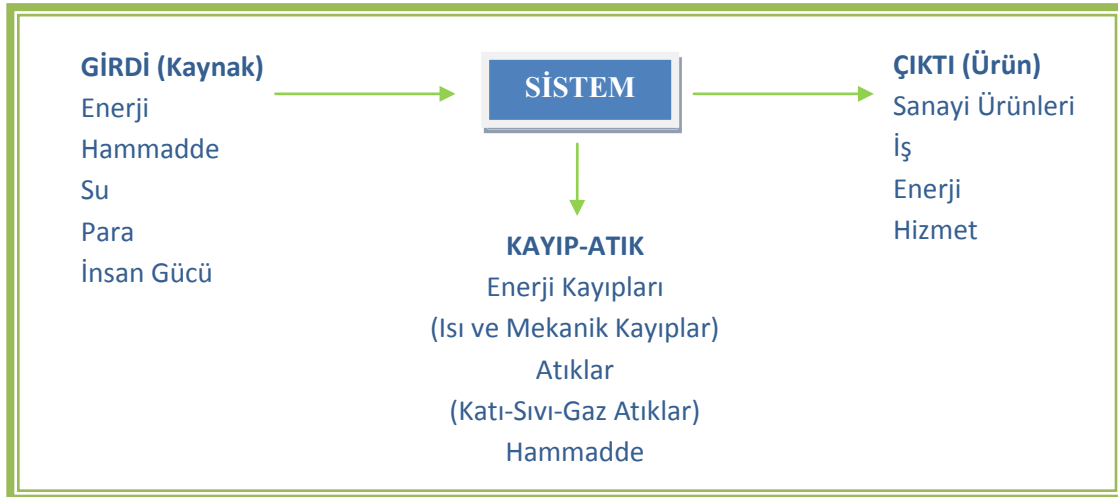 GİRDİ (Kaynak)
Enerji
Hammadde
Su
Para
İnsan Gücü
SİSTEM
KAYIP-ATIK
Enerji Kayıpları
(Isı ve Mekanik Kayıplar)
Atıklar
(Katı-Sıvı-Gaz Atıklar)
Hammadde
ÇIKTI (Ürün)
Sanayi Ürünleri
İş
Enerji
Hizmet